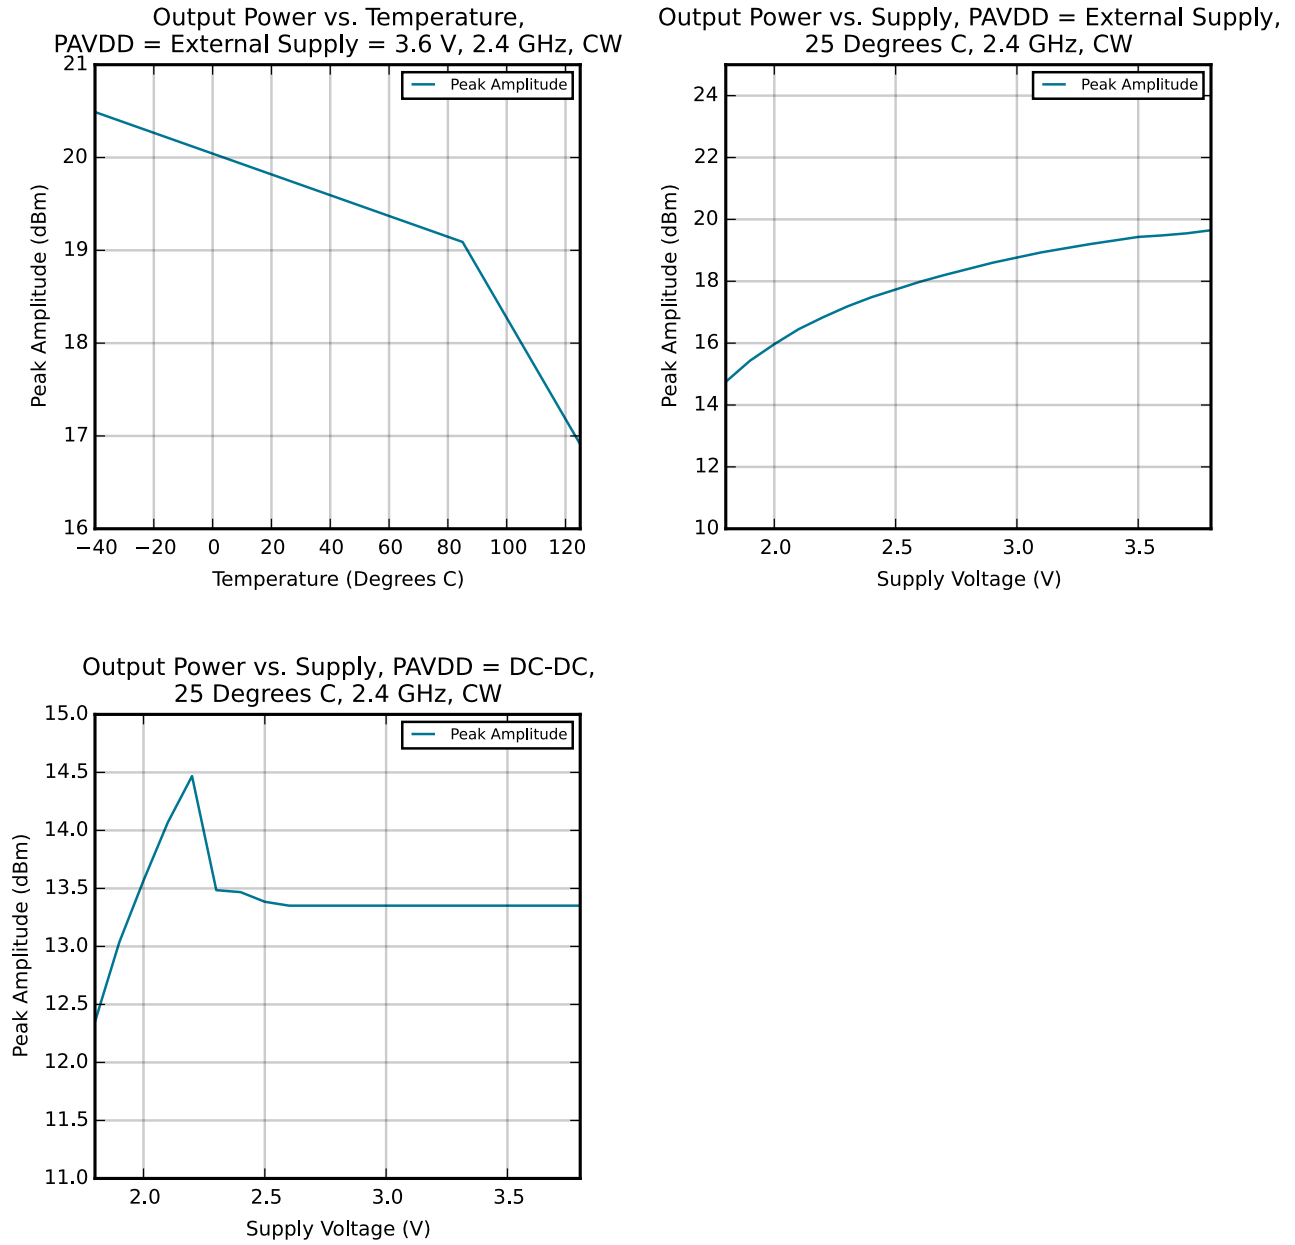 Output Power vs. Temperature,
PAVDD = External Supply = 3.6 V, 2.4 GHz, CW
21
20
19
18
17
16
Peak Amplitude (dBm)
Peak Amplitude
−40 −20 0 20 40 60 80 100 120
Temperature (Degrees C)
Output Power vs. Supply, PAVDD = External Supply,
25 Degrees C, 2.4 GHz, CW
24
22
20
18
16
14
12
10
Peak Amplitude (dBm)
Peak Amplitude
2.0 2.5 3.0 3.5
Supply Voltage (V)
Output Power vs. Supply, PAVDD = DC-DC,
25 Degrees C, 2.4 GHz, CW
15.0
14.5
14.0
13.5
13.0
12.5
12.0
11.5
11.0
Peak Amplitude (dBm)
Peak Amplitude
2.0 2.5 3.0 3.5
Supply Voltage (V)